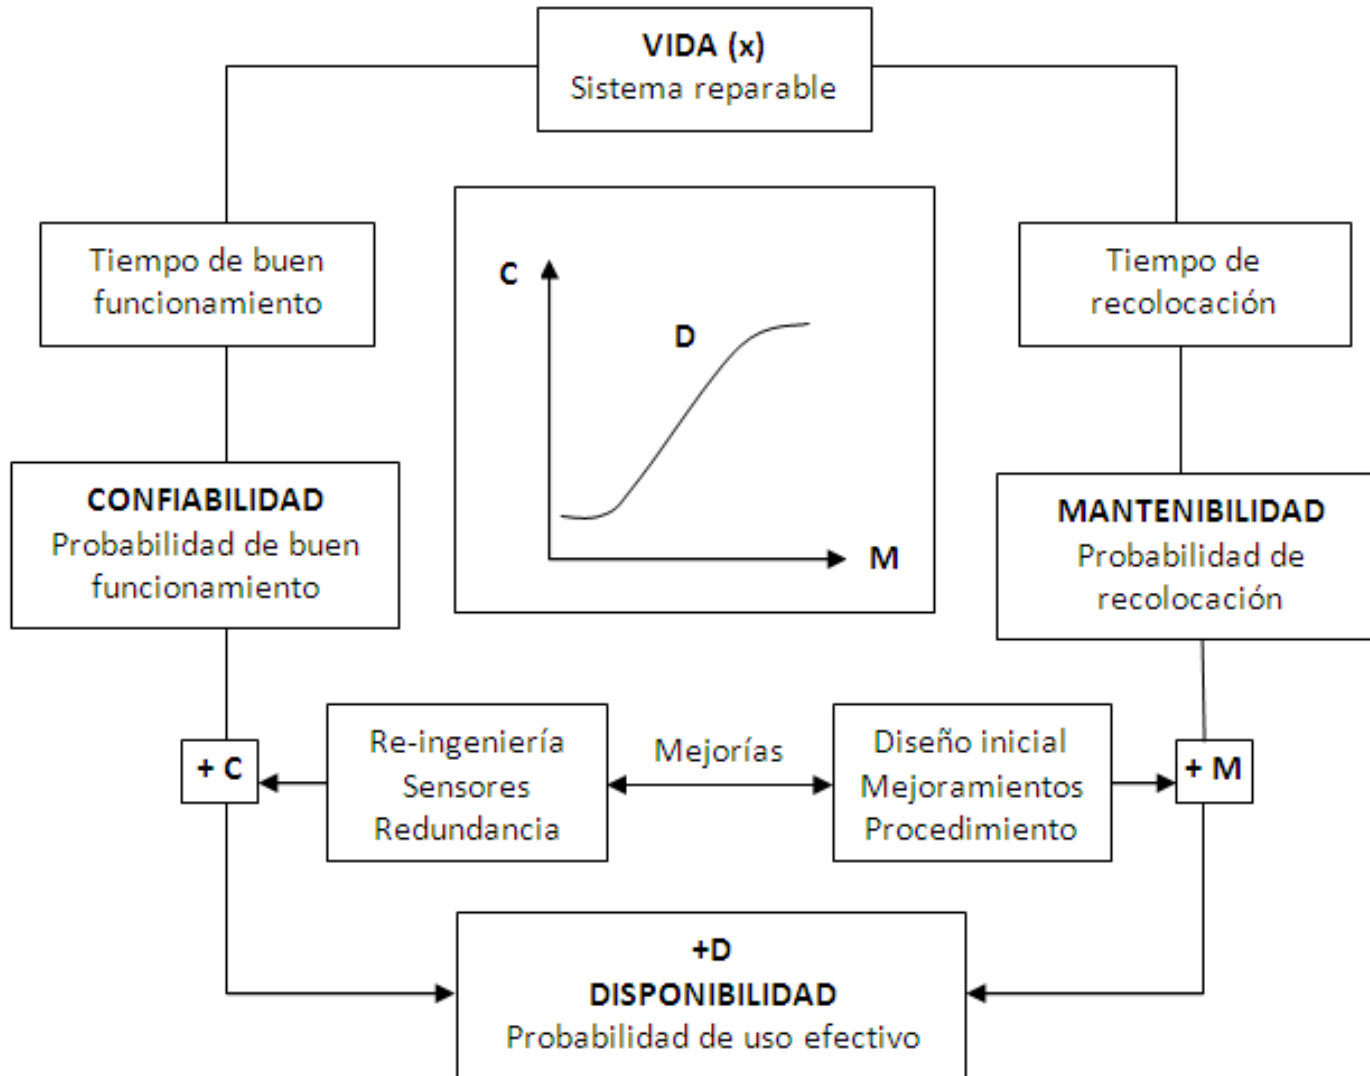 VIDA (x)
Sistema reparable
Tiempo de buen
funcionamiento
Tiempo de
recolocación
C
D
M
CONFIABILIDAD
Probabilidad de buen
funcionamiento
MANTENIBILIDAD
Probabilidad de
recolocación
+ C
Re-ingeniería
Sensores
Redundancia
Mejorías
Diseño inicial
Mejoramientos
Procedimiento
+ M
+D
DISPONIBILIDAD
Probabilidad de uso efectivo